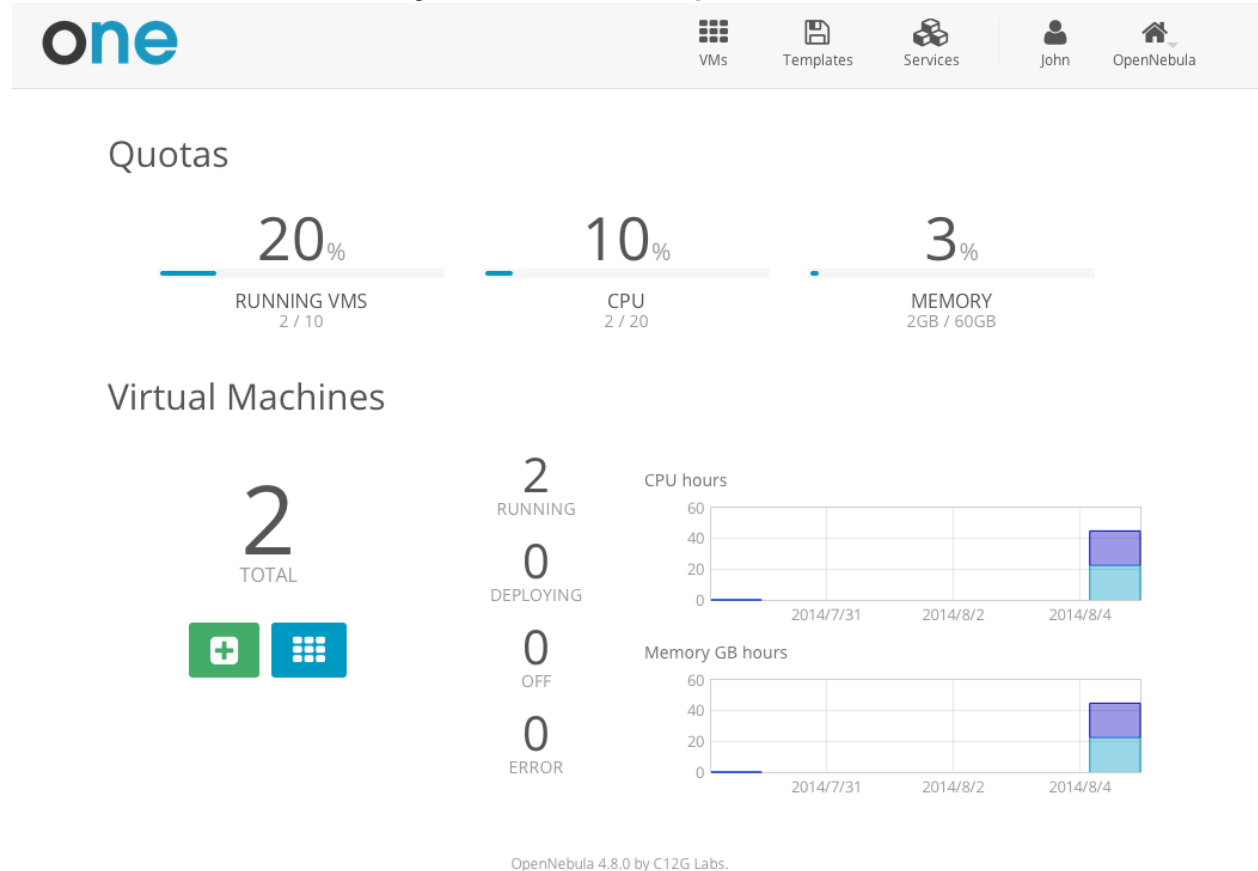 one
VMs Templates Services John OpenNebula
Quotas
20% 10% 3%
RUNNING VMS CPU MEMORY
2 / 10 2 / 20 2GB / 60GB
Virtual Machines
2
TOTAL
2
RUNNING
0
DEPLOYING
0
OFF
0
ERROR
CPU hours
60
40
20
0
2014/7/31 2014/8/2 2014/8/4
Memory GB hours
60
40
20
0
2014/7/31 2014/8/2 2014/8/4
OpenNebula 4.8.0 by C12G Labs.